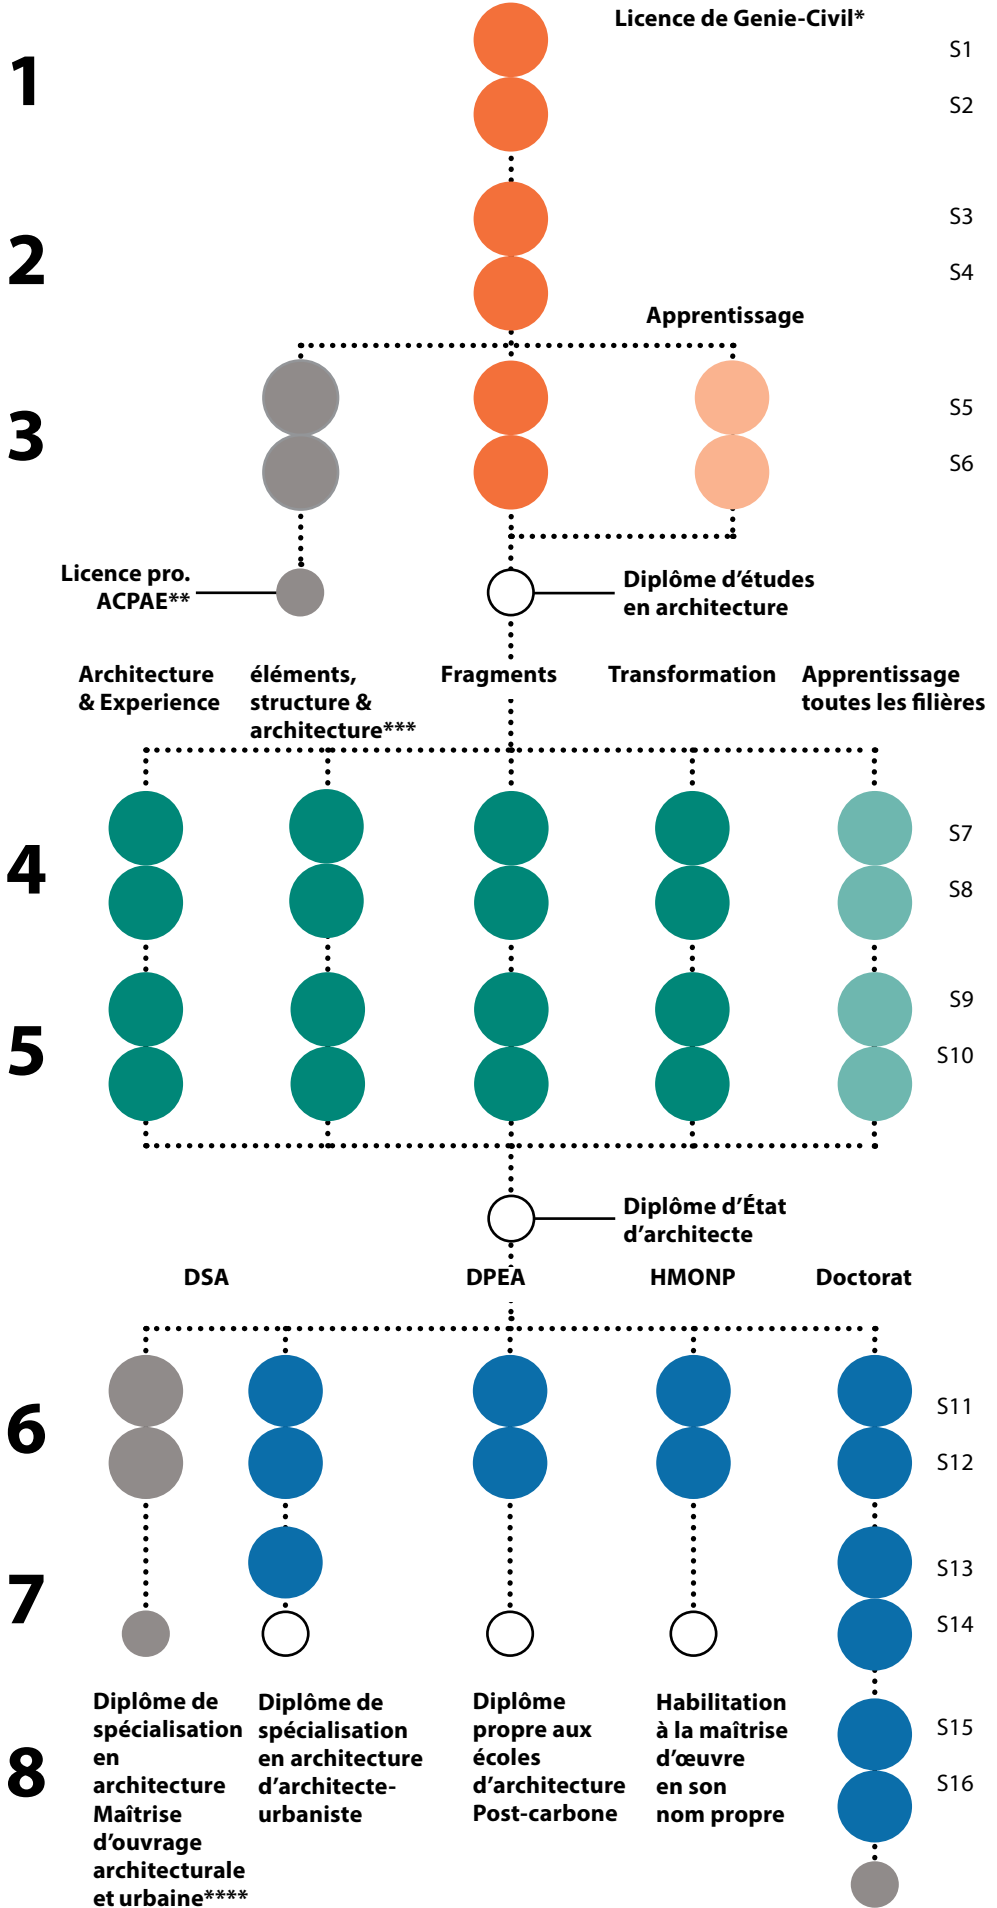 Licence de Genie-Civil*
1
S1
S2
2
S3
S4
Apprentissage
3
S5
S6
Licence pro.
ACPAE**
Diplôme d'études
en architecture
Architecture
& Experience
éléments,
structure &
architecture***
Fragments
Transformation
Apprentissage
toutes les filières
4
S7
S8
5
S9
S10
Diplôme d'État
d'architecte
DSA
DPEA
HMONP
Doctorat
6
S11
S12
7
S13
S14
8
S15
S16
Diplôme de
spécialisation
en
architecture
Maîtrise
d'ouvrage
architecturale
et urbaine****
Diplôme de
spécialisation
en architecture
d'architecte-
urbaniste
Diplôme
propre aux
écoles
d'architecture
Post-carbone
Habilitation
à la maîtrise
d'œuvre
en son
nom propre